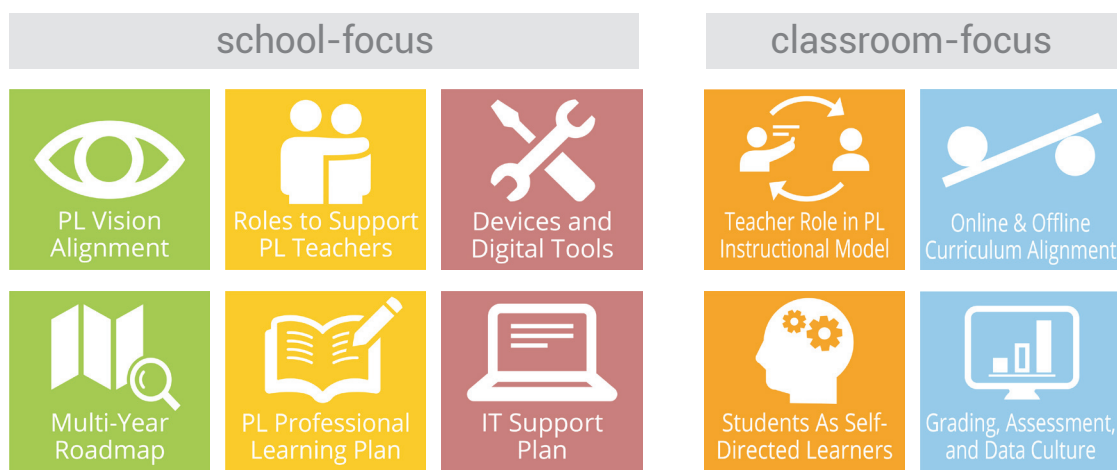 school-focus
classroom-focus
PL Vision
Alignment
Roles to Support
PL Teachers
Devices and
Digital Tools
Teacher Role in PL
Instructional Model
Online & Offline
Curriculum Alignment
Multi-Year
Roadmap
PL Professional
Learning Plan
IT Support
Plan
Students As Self-
Directed Learners
Grading, Assessment,
and Data Culture